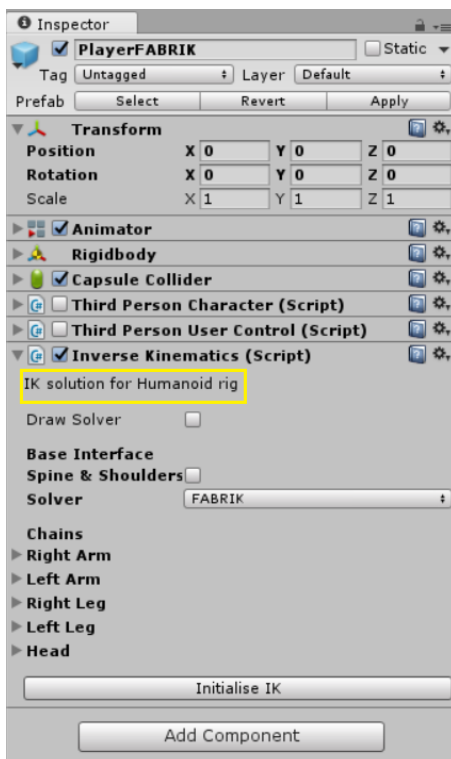 Inspector
PlayerFABRIK Static
Tag Untagged Layer Default
Prefab Select Revert Apply
Transform
Position X 0 Y 0 Z 0
Rotation X 0 Y 0 Z 0
Scale X 1 Y 1 Z 1
Animator
Rigidbody
Capsule Collider
Third Person Character (Script)
Third Person User Control (Script)
Inverse Kinematics (Script)
IK solution for Humanoid rig
Draw Solver
Base Interface
Spine & Shoulders
Solver FABRIK
Chains
Right Arm
Left Arm
Right Leg
Left Leg
Head
Initialise IK
Add Component